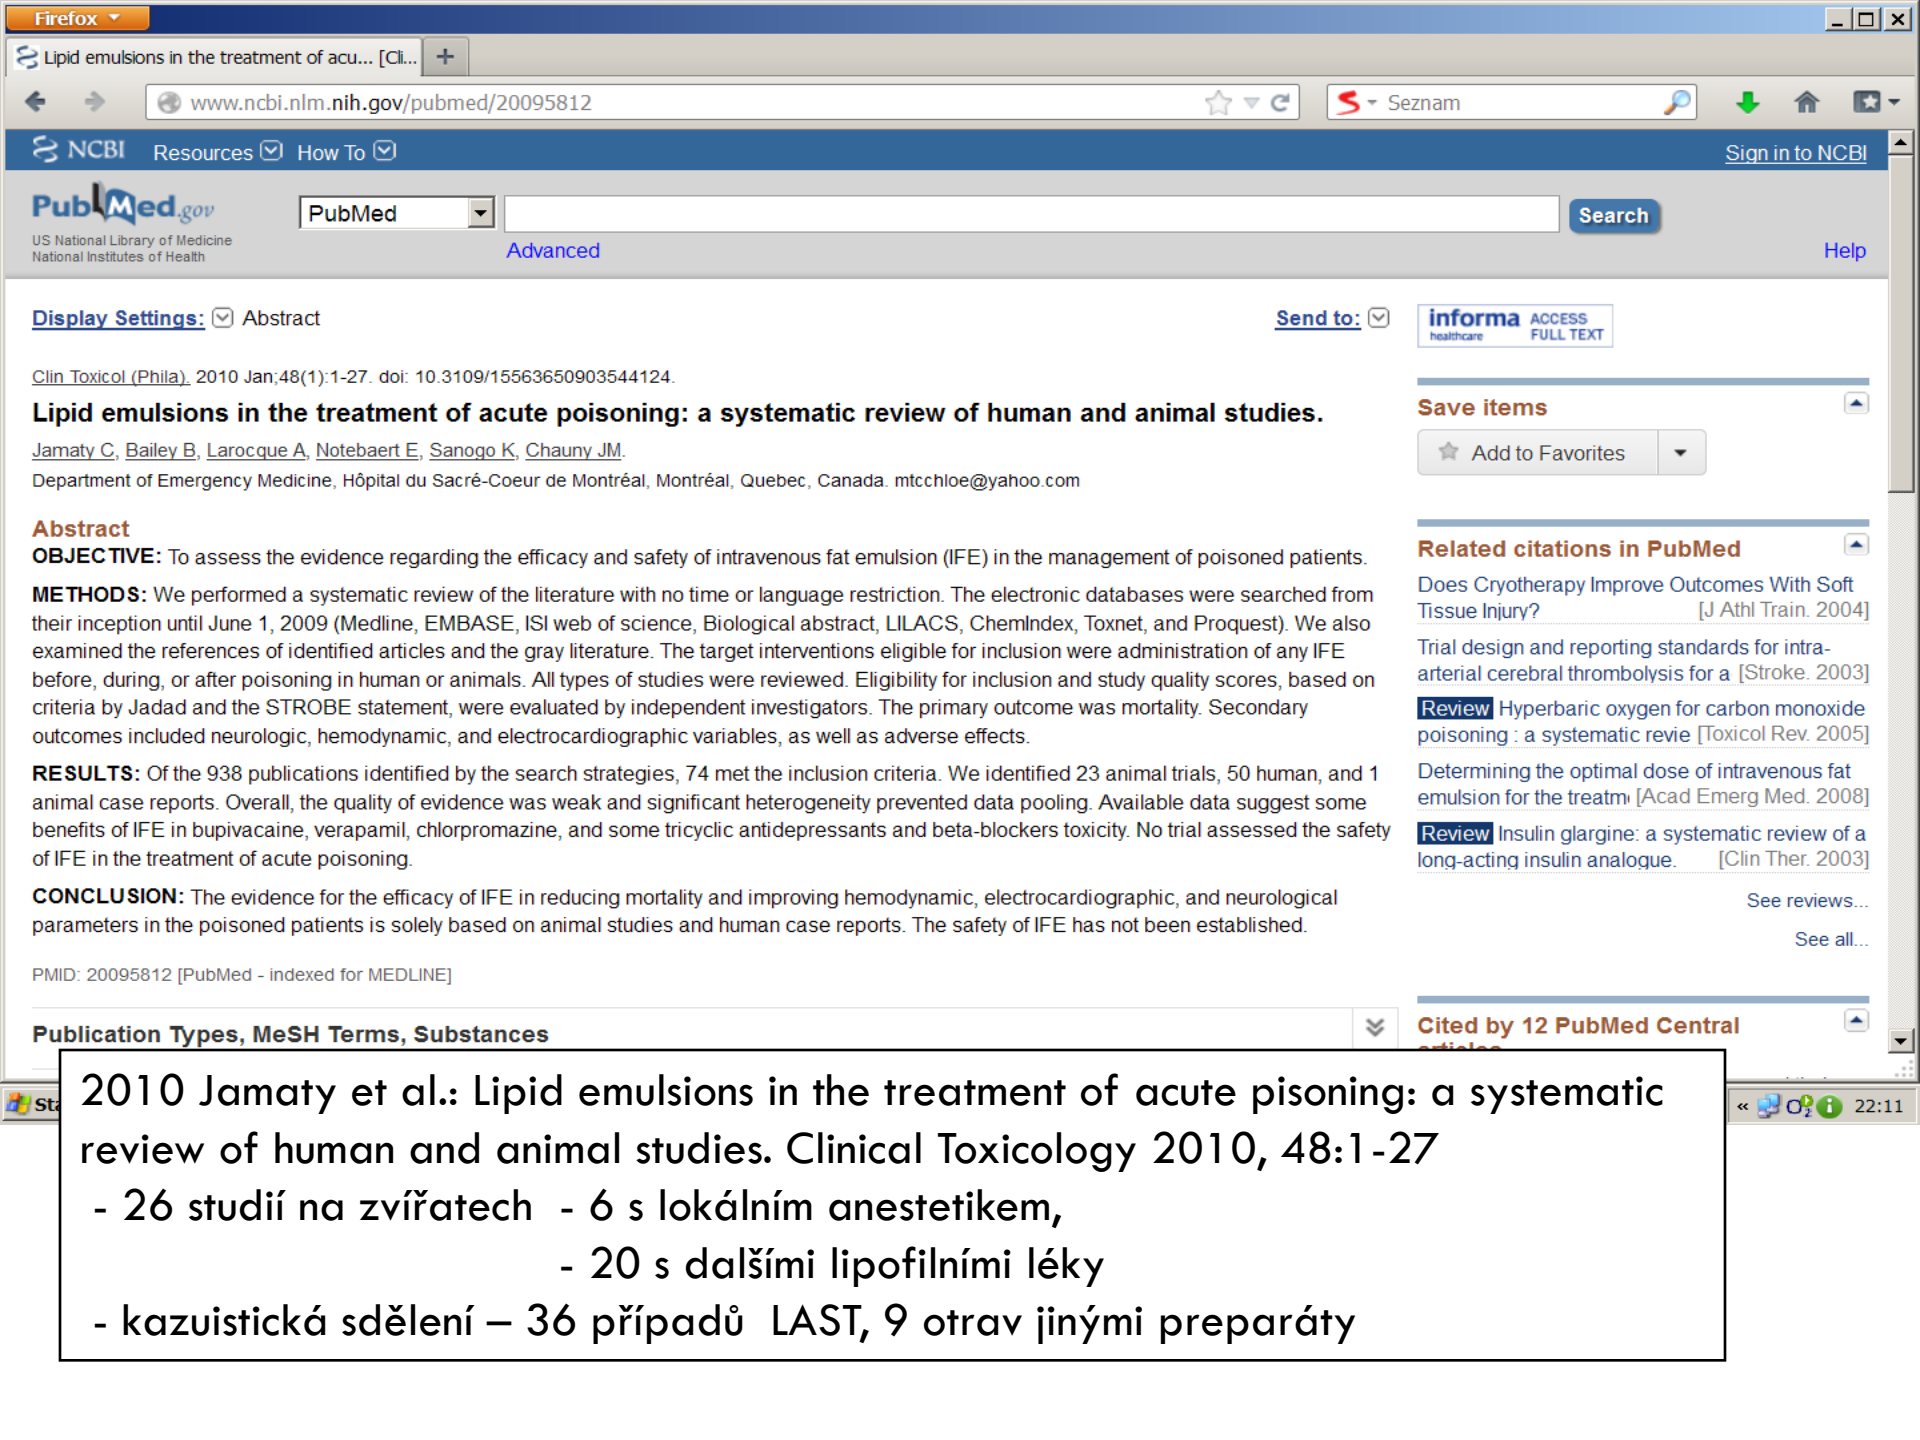 Firefox
Lipid emulsions in the treatment of acu... [Cli...
www.ncbi.nlm.nih.gov/pubmed/20095812
Seznam
NCBI Resources How To
Sign in to NCBI
PubMed.gov
US National Library of Medicine
National Institutes of Health
PubMed
Search
Advanced
Help
Display Settings: Abstract
Send to:
Clin Toxicol (Phila). 2010 Jan;48(1):1-27. doi: 10.3109/15563650903544124.
Lipid emulsions in the treatment of acute poisoning: a systematic review of human and animal studies.
Jamaty C, Bailey B, Larocque A, Notebaert E, Sanogo K, Chauny JM.
Department of Emergency Medicine, Hôpital du Sacré-Coeur de Montréal, Montréal, Quebec, Canada. mtcchloe@yahoo.com
Abstract
OBJECTIVE: To assess the evidence regarding the efficacy and safety of intravenous fat emulsion (IFE) in the management of poisoned patients.
METHODS: We performed a systematic review of the literature with no time or language restriction. The electronic databases were searched from
their inception until June 1, 2009 (Medline, EMBASE, ISI web of science, Biological abstract, LILACS, ChemIndex, Toxnet, and Proquest). We also
examined the references of identified articles and the gray literature. The target interventions eligible for inclusion were administration of any IFE
before, during, or after poisoning in human or animals. All types of studies were reviewed. Eligibility for inclusion and study quality scores, based on
criteria by Jadad and the STROBE statement, were evaluated by independent investigators. The primary outcome was mortality. Secondary
outcomes included neurologic, hemodynamic, and electrocardiographic variables, as well as adverse effects.
RESULTS: Of the 938 publications identified by the search strategies, 74 met the inclusion criteria. We identified 23 animal trials, 50 human, and 1
animal case reports. Overall, the quality of evidence was weak and significant heterogeneity prevented data pooling. Available data suggest some
benefits of IFE in bupivacaine, verapamil, chlorpromazine, and some tricyclic antidepressants and beta-blockers toxicity. No trial assessed the safety
of IFE in the treatment of acute poisoning.
CONCLUSION: The evidence for the efficacy of IFE in reducing mortality and improving hemodynamic, electrocardiographic, and neurological
parameters in the poisoned patients is solely based on animal studies and human case reports. The safety of IFE has not been established.
PMID: 20095812 [PubMed - indexed for MEDLINE]
Publication Types, MeSH Terms, Substances
informa healthcare ACCESS FULL TEXT
Save items
Add to Favorites
Related citations in PubMed
Does Cryotherapy Improve Outcomes With Soft
Tissue Injury? [J Athl Train. 2004]
Trial design and reporting standards for intra-
arterial cerebral thrombolysis for a [Stroke. 2003]
Review Hyperbaric oxygen for carbon monoxide
poisoning : a systematic revie [Toxicol Rev. 2005]
Determining the optimal dose of intravenous fat
emulsion for the treatm [Acad Emerg Med. 2008]
Review Insulin glargine: a systematic review of a
long-acting insulin analogue. [Clin Ther. 2003]
See reviews...
See all...
Cited by 12 PubMed Central
22:11
2010 Jamaty et al.: Lipid emulsions in the treatment of acute pisoning: a systematic
review of human and animal studies. Clinical Toxicology 2010, 48:1-27
- 26 studií na zvířatech - 6 s lokálním anestetikem,
- 20 s dalšími lipofilními léky
- kazuistická sdělení – 36 případů LAST, 9 otrav jinými preparáty